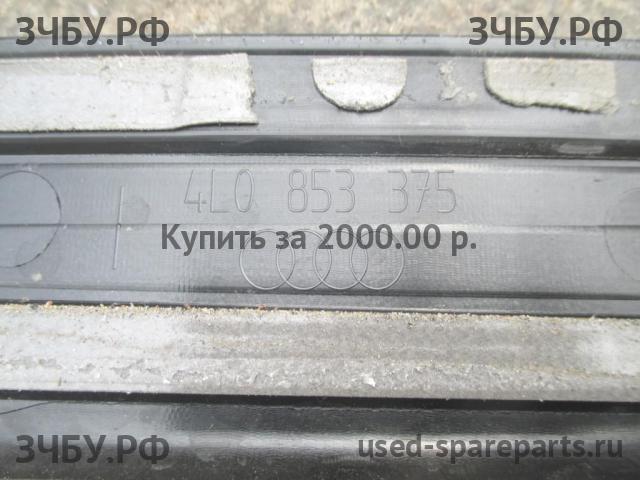 ЗЧБУ.РФ ЗЧБУ.РФ
4L0 853 375
Купить за 2000.00 р.
ЗЧБУ.РФ used-spareparts.ru